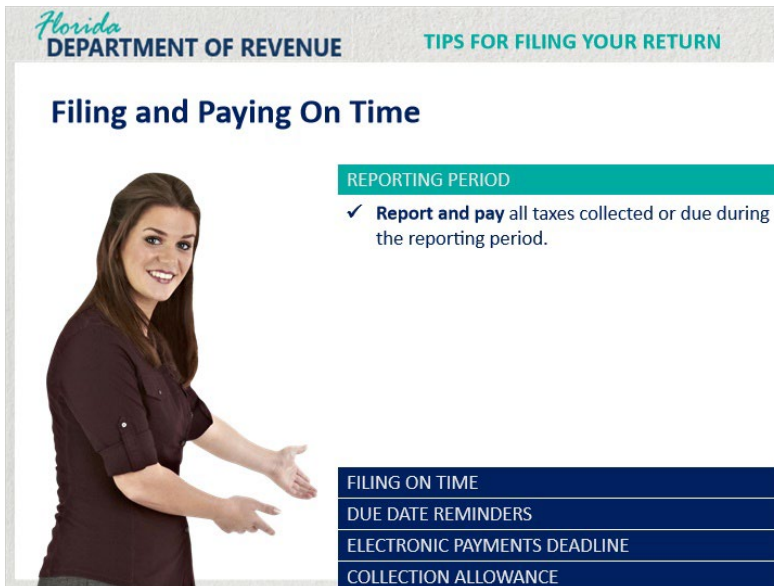 Florida
DEPARTMENT OF REVENUE
TIPS FOR FILING YOUR RETURN
Filing and Paying On Time
REPORTING PERIOD
✓ Report and pay all taxes collected or due during
the reporting period.
FILING ON TIME
DUE DATE REMINDERS
ELECTRONIC PAYMENTS DEADLINE
COLLECTION ALLOWANCE